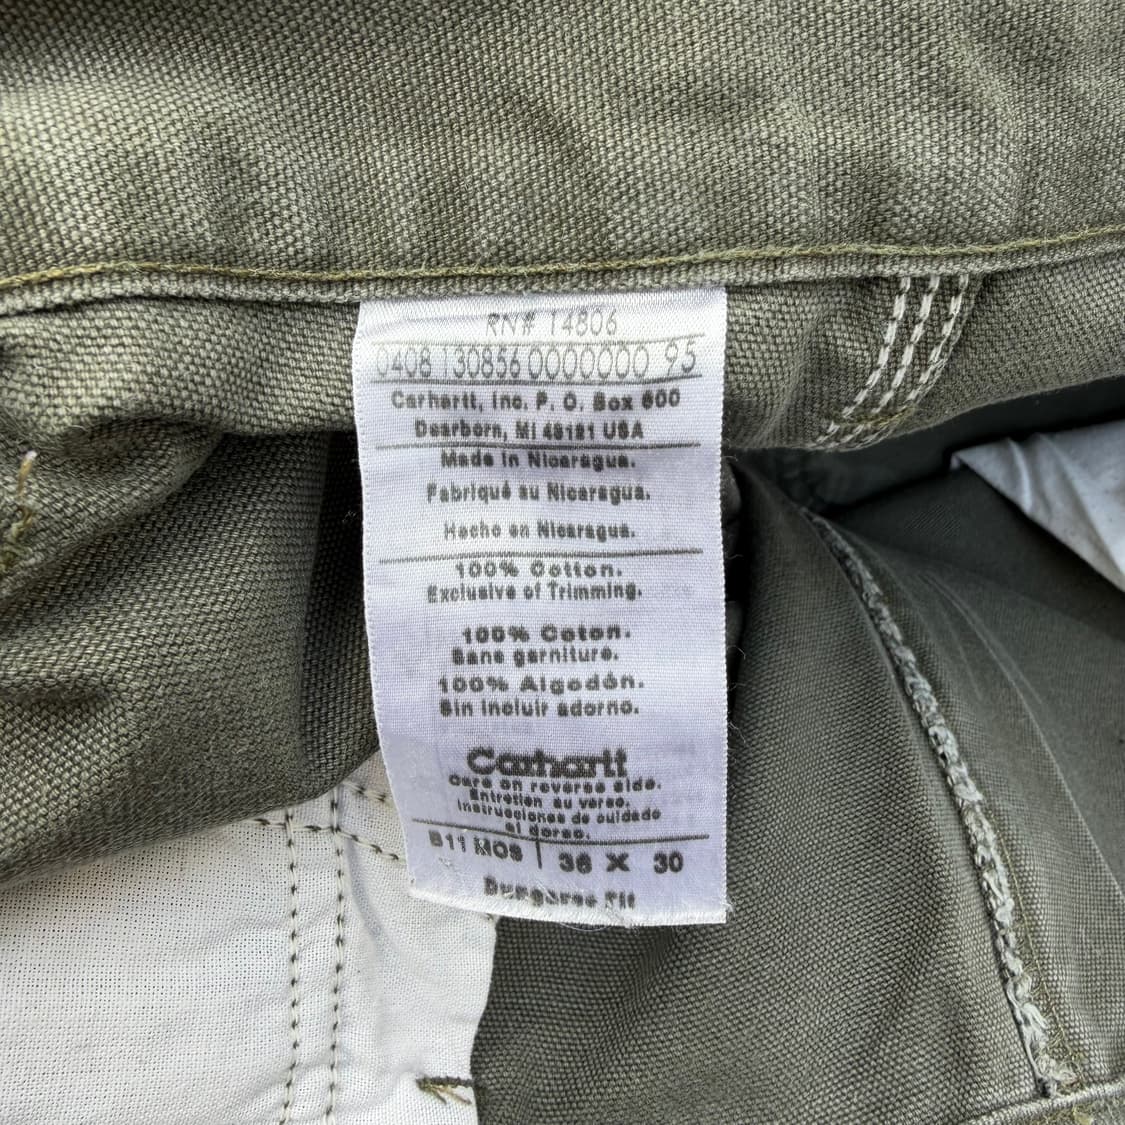 RN# 14806
0408 130856 0000000 95
Carhartt, Inc. P. O. Box 600
Dearborn, MI 48121 USA
Made in Nicaragua.
Fabriqué au Nicaragua.
Hecho en Nicaragua.
100% Cotton.
Exclusive of Trimming.
100% Coton.
Sans garniture.
100% Algodón.
Sin incluir adorno.
Carhartt
Care on reverse side.
Entretien au verso.
Instrucciones de cuidado
al dorso.
B11 MOS | 36 X 30
Dungaree Fit